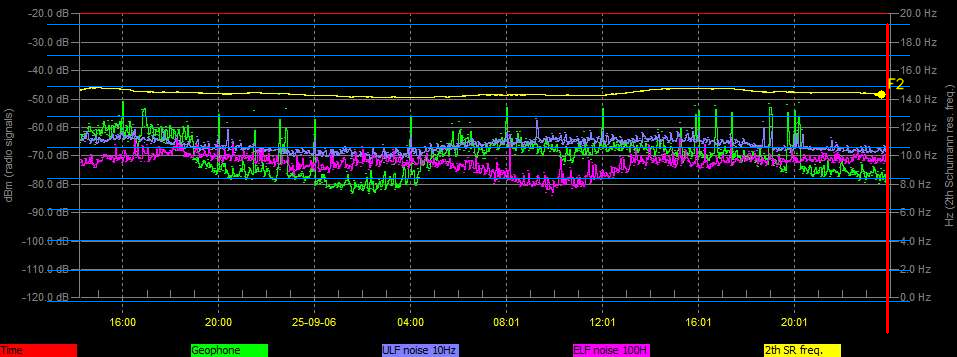 -20.0 dB 20.0 Hz
-30.0 dB 18.0 Hz
-40.0 dB 16.0 Hz
F2
-50.0 dB 14.0 Hz
-60.0 dB 12.0 Hz
-70.0 dB 10.0 Hz
-80.0 dB 8.0 Hz
-90.0 dB 6.0 Hz
-100.0 dB 4.0 Hz
-110.0 dB 2.0 Hz
-120.0 dB 0.0 Hz
dBm (radio signals)
Hz (2th Schumann res. freq.)
16:00 20:00 25-09-06 04:00 08:01 12:01 16:01 20:01
Time Geophone ULF noise 10Hz ELF noise 100H 2th SR freq.